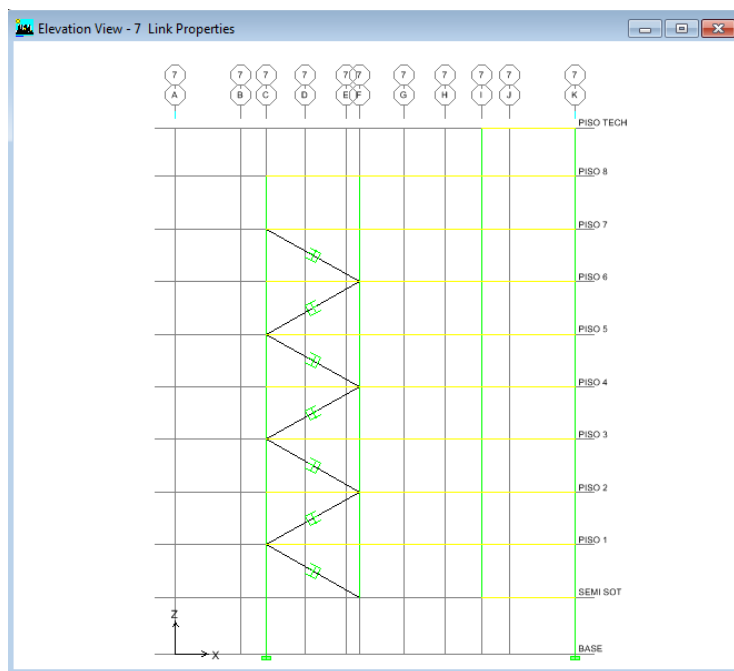 Elevation View - 7 Link Properties
7 7 7 7 7 7 7 7 7 7 7
A B C D E F G H I J K
PISO TECH
PISO 8
PISO 7
PISO 6
PISO 5
PISO 4
PISO 3
PISO 2
PISO 1
SEMI SOT
Z
X
BASE